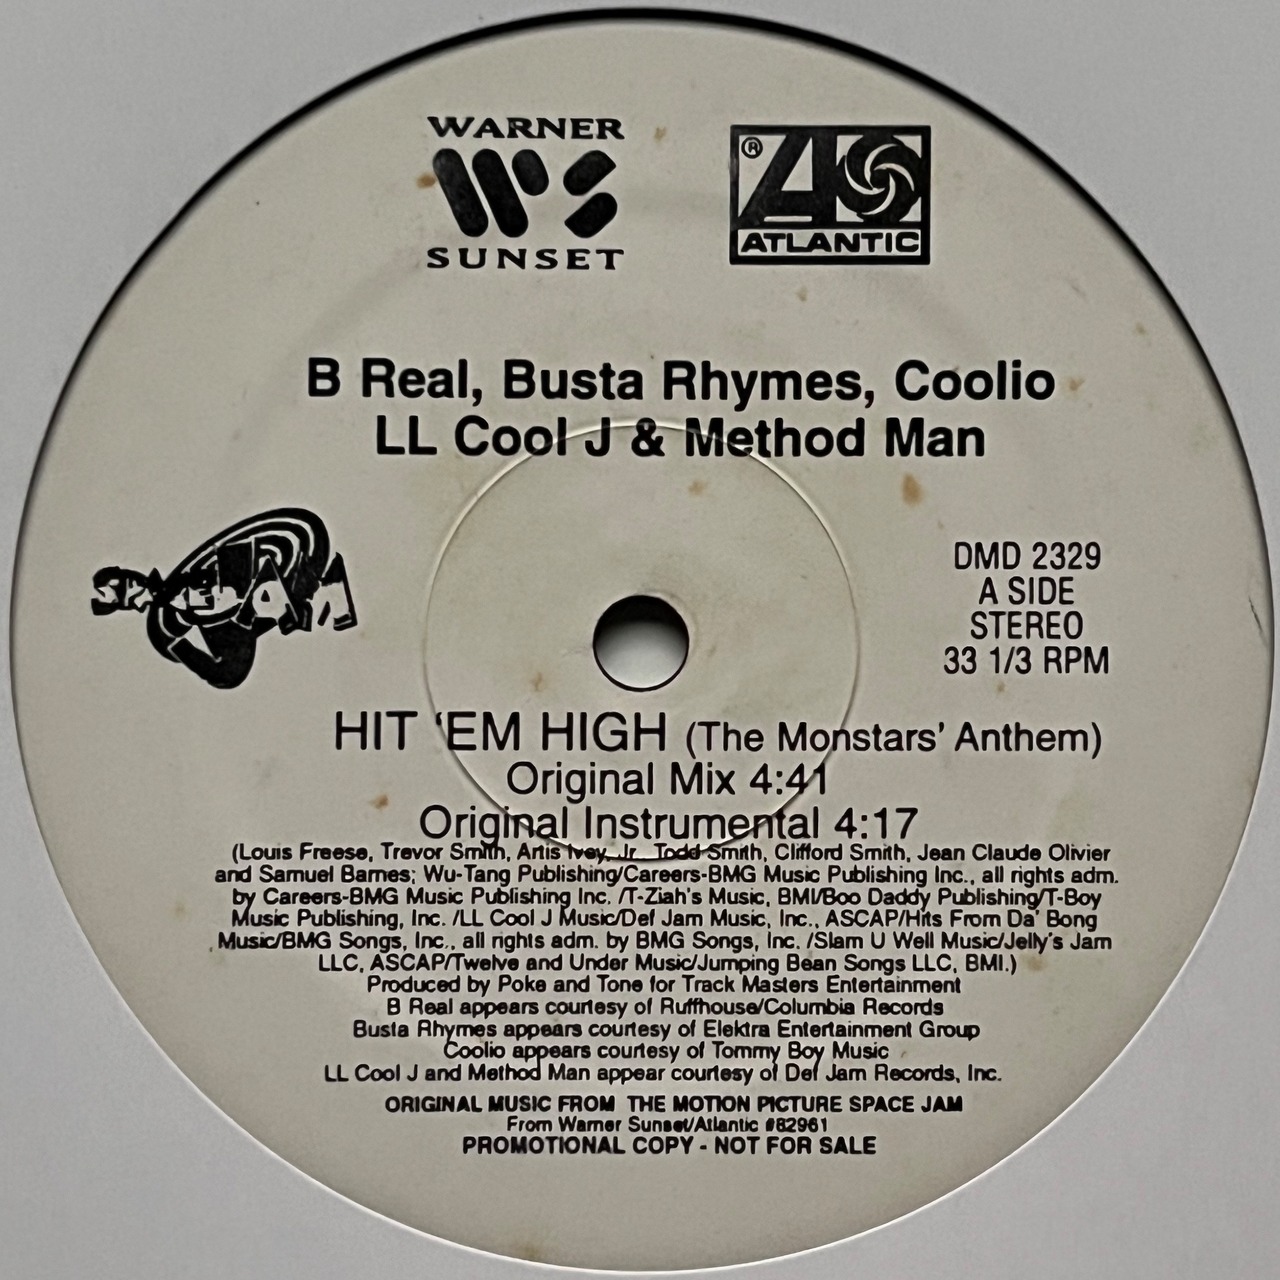 WARNER
WS
SUNSET
®
A
ATLANTIC
B Real, Busta Rhymes, Coolio
LL Cool J & Method Man
SPACE JAM
DMD 2329
A SIDE
STEREO
33 1/3 RPM
HIT ‘EM HIGH (The Monstars’ Anthem)
Original Mix 4:41
Original Instrumental 4:17
(Louis Freese, Trevor Smith, Artis Ivey, Jr., Todd Smith, Clifford Smith, Jean Claude Olivier
and Samuel Barnes; Wu-Tang Publishing/Careers-BMG Music Publishing Inc., all rights adm.
by Careers-BMG Music Publishing Inc. /T-Ziah’s Music, BMI/Boo Daddy Publishing/T-Boy
Music Publishing, Inc. /LL Cool J Music/Def Jam Music, Inc., ASCAP/Hits From Da’ Bong
Music/BMG Songs, Inc., all rights adm. by BMG Songs, Inc. /Slam U Well Music/Jelly’s Jam
LLC, ASCAP/Twelve and Under Music/Jumping Bean Songs LLC, BMI.)
Produced by Poke and Tone for Track Masters Entertainment
B Real appears courtesy of Ruffhouse/Columbia Records
Busta Rhymes appears courtesy of Elektra Entertainment Group
Coolio appears courtesy of Tommy Boy Music
LL Cool J and Method Man appear courtesy of Def Jam Records, Inc.
ORIGINAL MUSIC FROM THE MOTION PICTURE SPACE JAM
From Warner Sunset/Atlantic #82961
PROMOTIONAL COPY - NOT FOR SALE